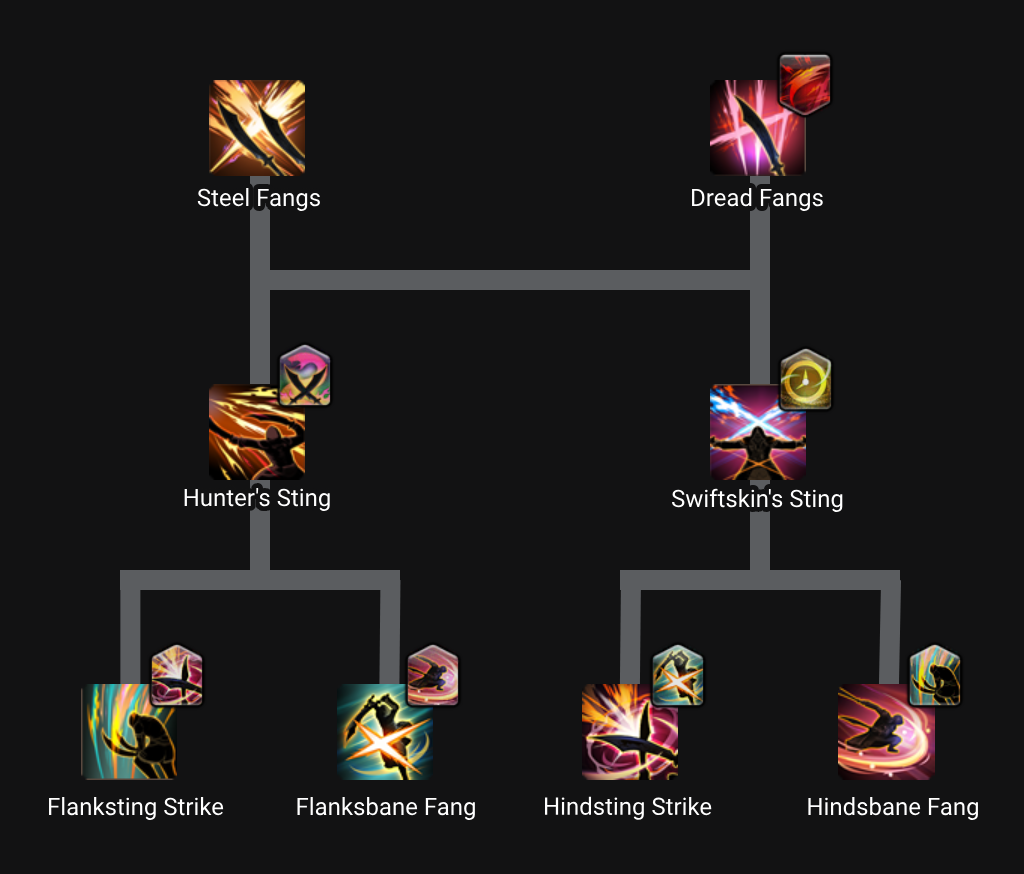 Steel Fangs
Dread Fangs
Hunter's Sting
Swiftskin's Sting
Flanksting Strike
Flanksbane Fang
Hindsting Strike
Hindsbane Fang